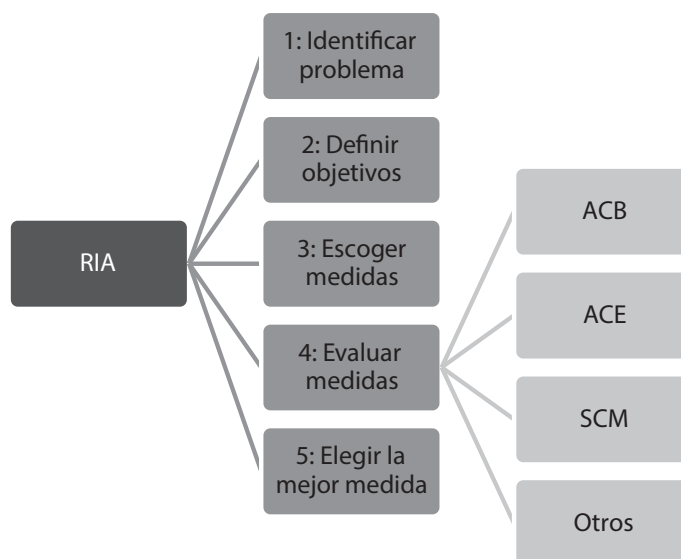 1: Identificar
problema
2: Definir
objetivos
3: Escoger
medidas
4: Evaluar
medidas
5: Elegir la
mejor medida
RIA
ACB
ACE
SCM
Otros